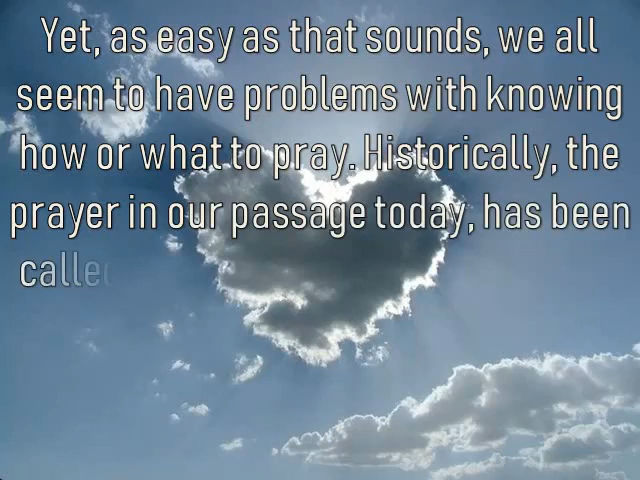 Yet, as easy as that sounds, we all
seem to have problems with knowing
how or what to pray. Historically, the
prayer in our passage today, has been
called